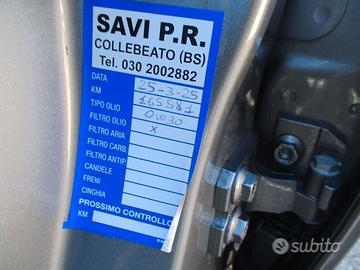 SAVI P.R.
COLLEBEATO (BS)
Tel. 030 2002882
DATA 25-3-25
KM 165581
TIPO OLIO 0W30
FILTRO OLIO X
FILTRO ARIA
FILTRO CARB
FILTRO ANTIP
CANDELE
FRENI
CINGHIA
PROSSIMO CONTROLLO
KM
subito